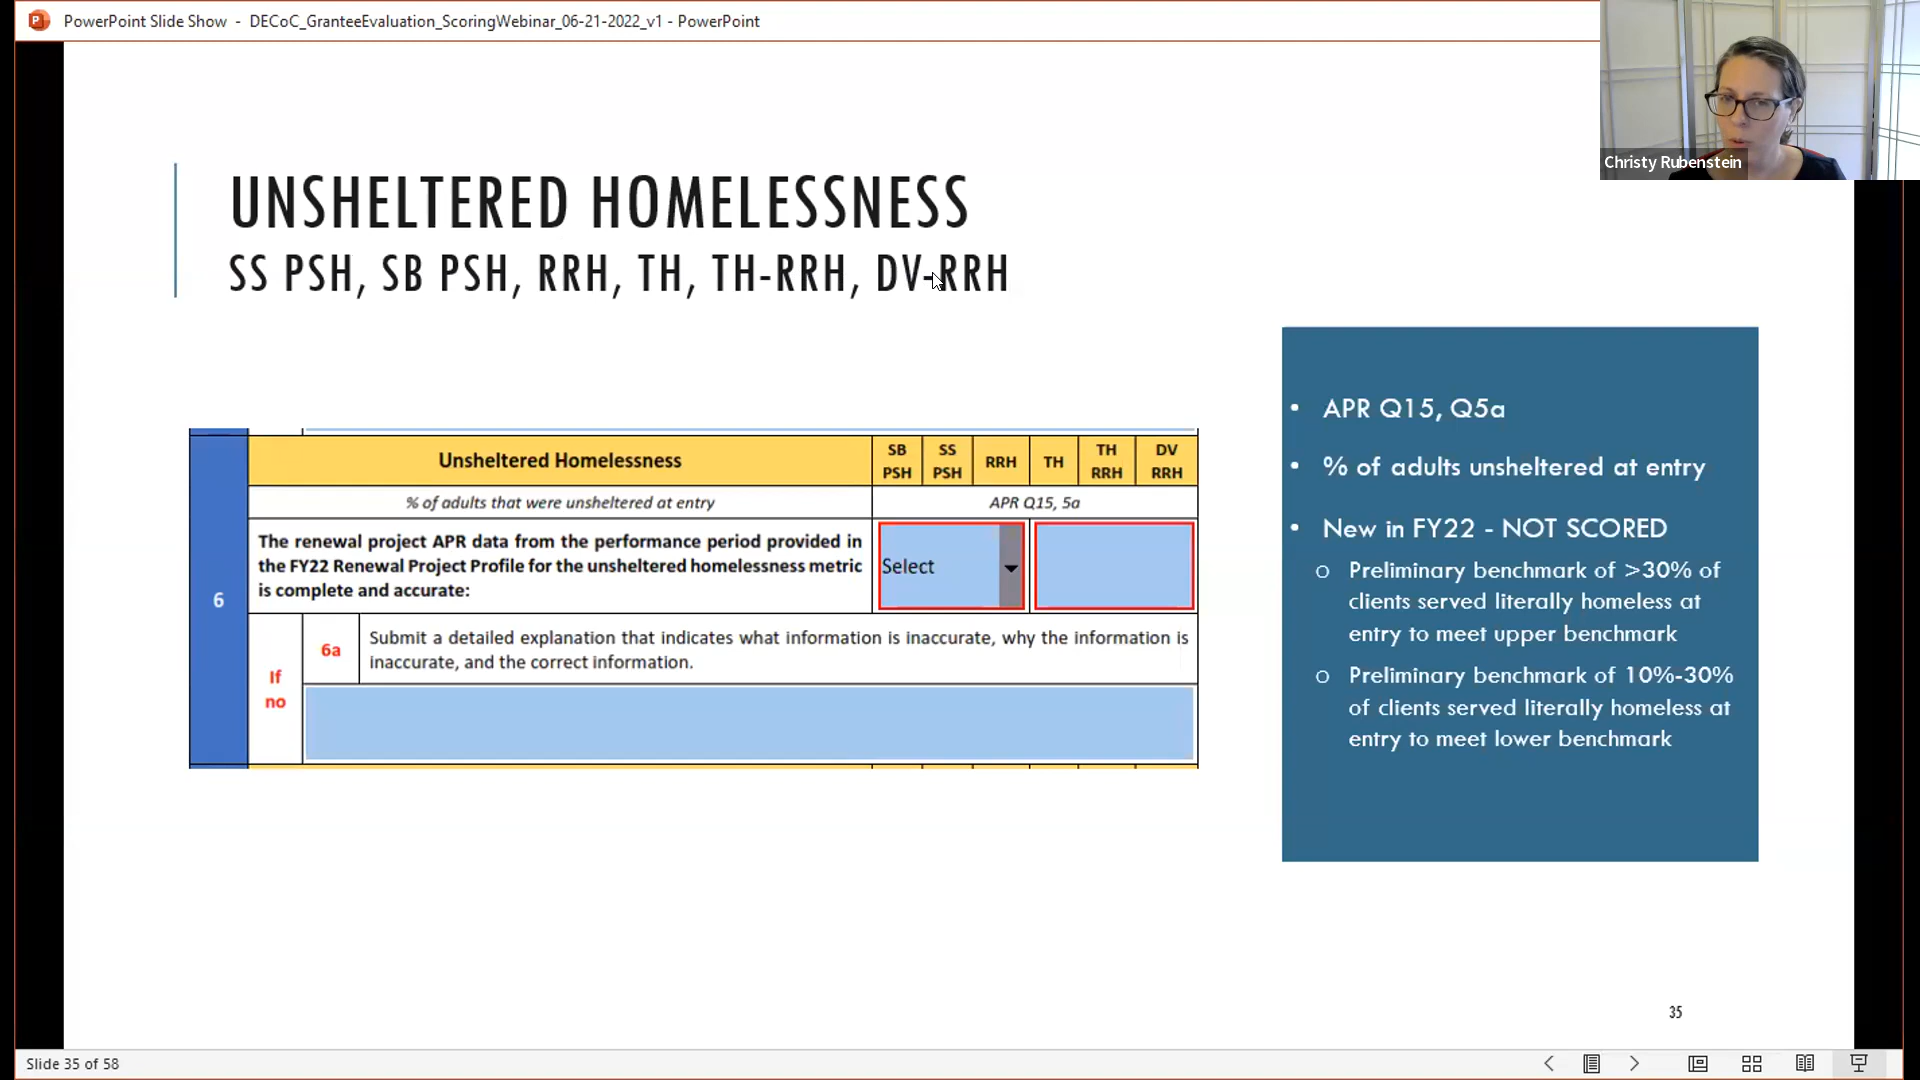 PowerPoint Slide Show - DECoC_GranteeEvaluation_ScoringWebinar_06-21-2022_v1 - PowerPoint
Christy Rubenstein
UNSHELTERED HOMELESSNESS
SS PSH, SB PSH, RRH, TH, TH-RRH, DV-RRH
6
Unsheltered Homelessness
SB PSH
SS PSH
RRH
TH
TH RRH
DV RRH
% of adults that were unsheltered at entry
APR Q15, 5a
The renewal project APR data from the performance period provided in
the FY22 Renewal Project Profile for the unsheltered homelessness metric
is complete and accurate:
Select
If
no
6a
Submit a detailed explanation that indicates what information is inaccurate, why the information is
inaccurate, and the correct information.
• APR Q15, Q5a
• % of adults unsheltered at entry
• New in FY22 - NOT SCORED
o Preliminary benchmark of >30% of
clients served literally homeless at
entry to meet upper benchmark
o Preliminary benchmark of 10%-30%
of clients served literally homeless at
entry to meet lower benchmark
35
Slide 35 of 58